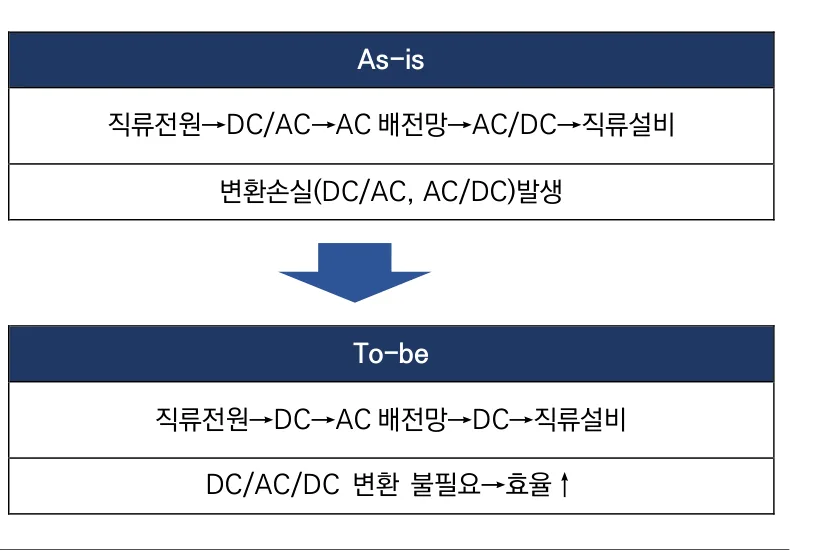 As-is
직류전원→DC/AC→AC 배전망→AC/DC→직류설비
변환손실(DC/AC, AC/DC)발생
To-be
직류전원→DC→AC 배전망→DC→직류설비
DC/AC/DC 변환 불필요→효율↑